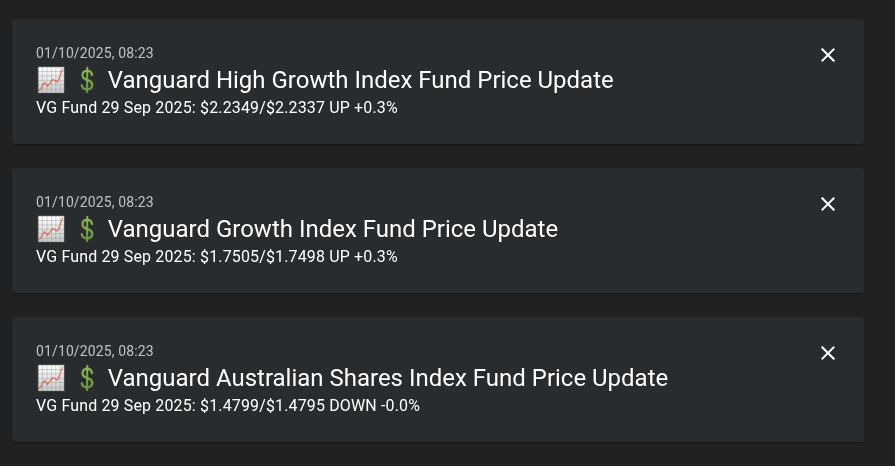 01/10/2025, 08:23
📈 💲 Vanguard High Growth Index Fund Price Update
VG Fund 29 Sep 2025: $2.2349/$2.2337 UP +0.3%
01/10/2025, 08:23
📈 💲 Vanguard Growth Index Fund Price Update
VG Fund 29 Sep 2025: $1.7505/$1.7498 UP +0.3%
01/10/2025, 08:23
📈 💲 Vanguard Australian Shares Index Fund Price Update
VG Fund 29 Sep 2025: $1.4799/$1.4795 DOWN -0.0%